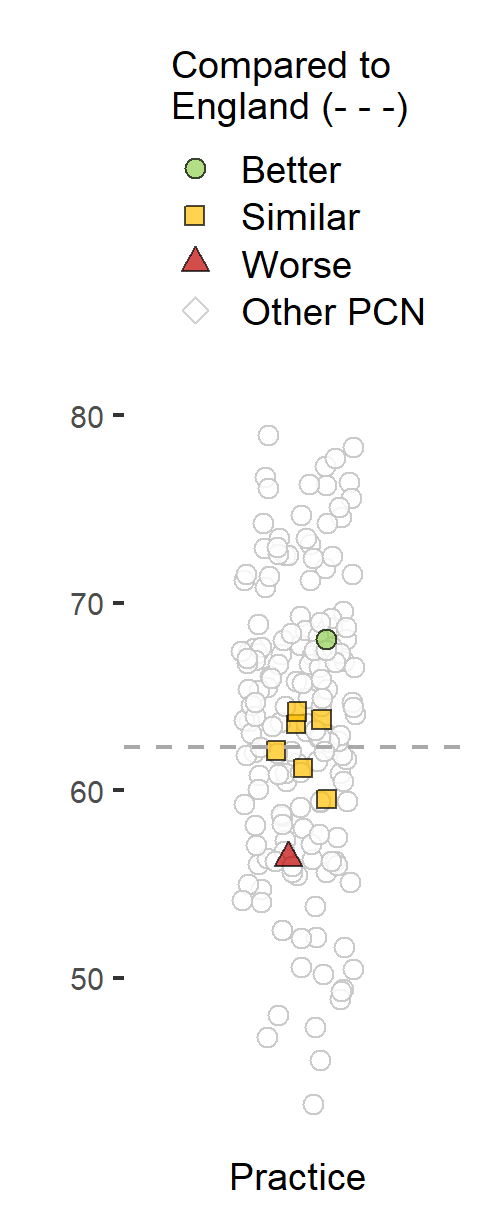 Compared to
England (- - -)
Better
Similar
Worse
Other PCN
80
70
60
50
Practice